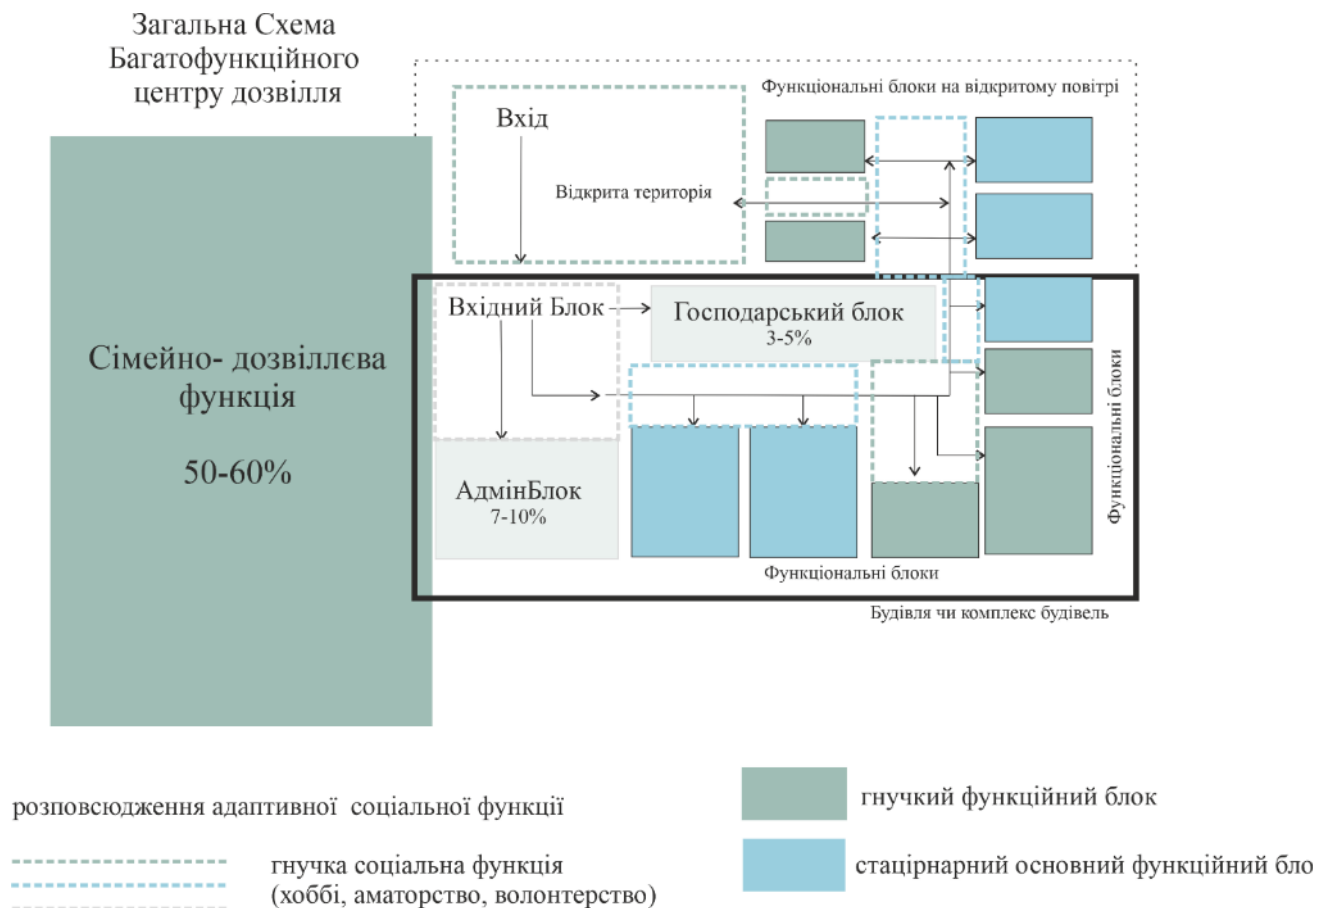 Загальна Схема
Багатофункційного
центру дозвілля
Функціональні блоки на відкритому повітрі
Вхід
Відкрита територія
Вхідний Блок
Господарський блок
3-5%
Сімейно- дозвіллєва
функція
50-60%
АдмінБлок
7-10%
Функціональні блоки
Функціональні блоки
Будівля чи комплекс будівель
розповсюдження адаптивної соціальної функції
гнучка соціальна функція
(хоббі, аматорство, волонтерство)
гнучкий функційний блок
стацірнарний основний функційний бло